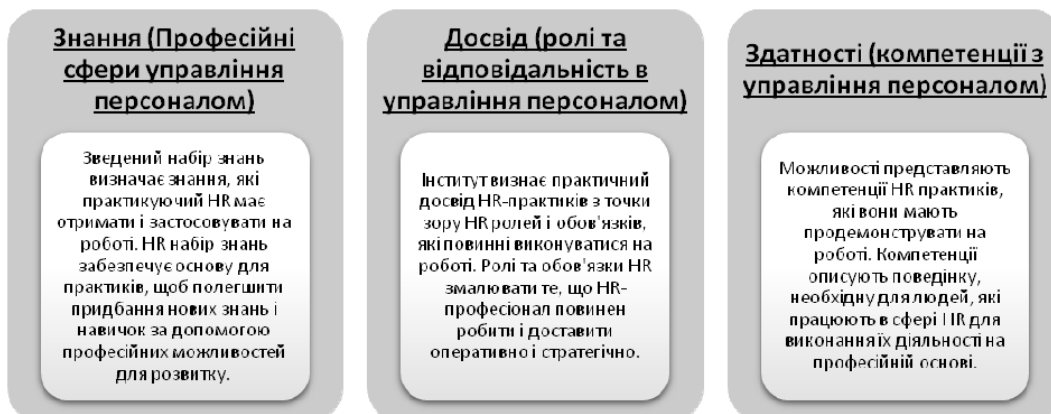 Знання (Професійні
сфери управління
персоналом)
Зведений набір знань
визначає знання, які
практикуючий HR має
отримати і застосовувати на
роботі. HR набір знань
забезпечує основу для
практиків, щоб полегшити
придбання нових знань і
навичок за допомогою
професійних можливостей
для розвитку.
Досвід (ролі та
відповідальність в
управління персоналом)
Інститут визнає практичний
досвід HR-практиків з точки
зору HR ролей і обов'язків,
які повинні виконуватися на
роботі. Ролі та обов'язки HR
змалювати те, що HR-
професіонал повинен
робити і доставити
оперативно і стратегічно.
Здатності (компетенції з
управління персоналом)
Можливості представляють
компетенції HR практиків,
які вони мають
продемонструвати на
роботі. Компетенції
описують поведінку,
необхідну для людей, які
працюють в сфері HR для
виконання їх діяльності на
професійній основі.